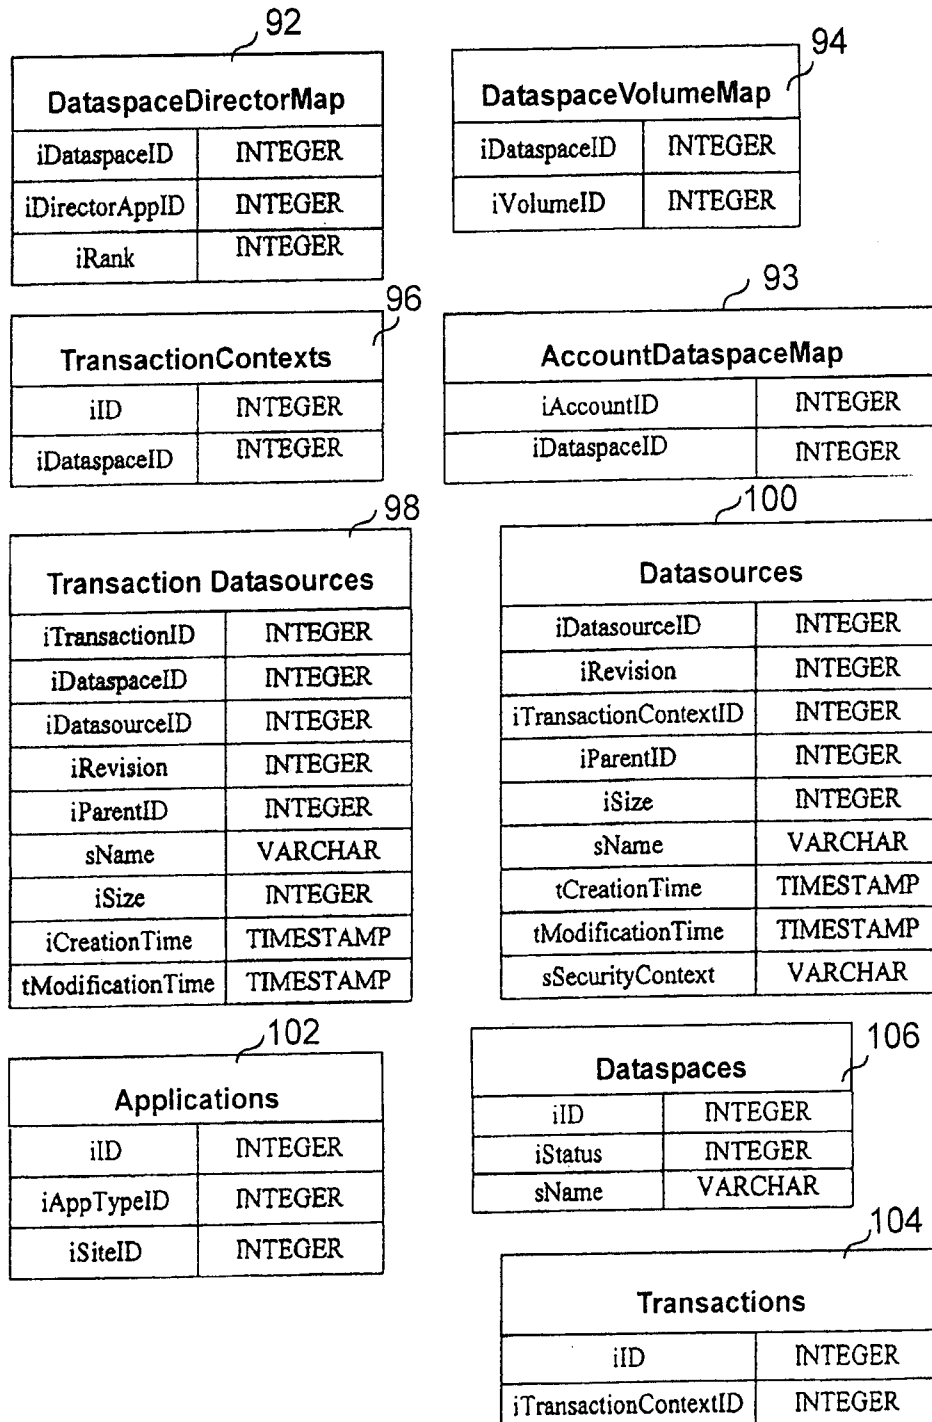 92
DataspaceDirectorMap
iDataspaceID INTEGER
iDirectorAppID INTEGER
iRank INTEGER
94
DataspaceVolumeMap
iDataspaceID INTEGER
iVolumeID INTEGER
96
TransactionContexts
iID INTEGER
iDataspaceID INTEGER
93
AccountDataspaceMap
iAccountID INTEGER
iDataspaceID INTEGER
98
Transaction Datasources
iTransactionID INTEGER
iDataspaceID INTEGER
iDatasourceID INTEGER
iRevision INTEGER
iParentID INTEGER
sName VARCHAR
iSize INTEGER
iCreationTime TIMESTAMP
tModificationTime TIMESTAMP
100
Datasources
iDatasourceID INTEGER
iRevision INTEGER
iTransactionContextID INTEGER
iParentID INTEGER
iSize INTEGER
sName VARCHAR
tCreationTime TIMESTAMP
tModificationTime TIMESTAMP
sSecurityContext VARCHAR
102
Applications
iID INTEGER
iAppTypeID INTEGER
iSiteID INTEGER
106
Dataspaces
iID INTEGER
iStatus INTEGER
sName VARCHAR
104
Transactions
iID INTEGER
iTransactionContextID INTEGER